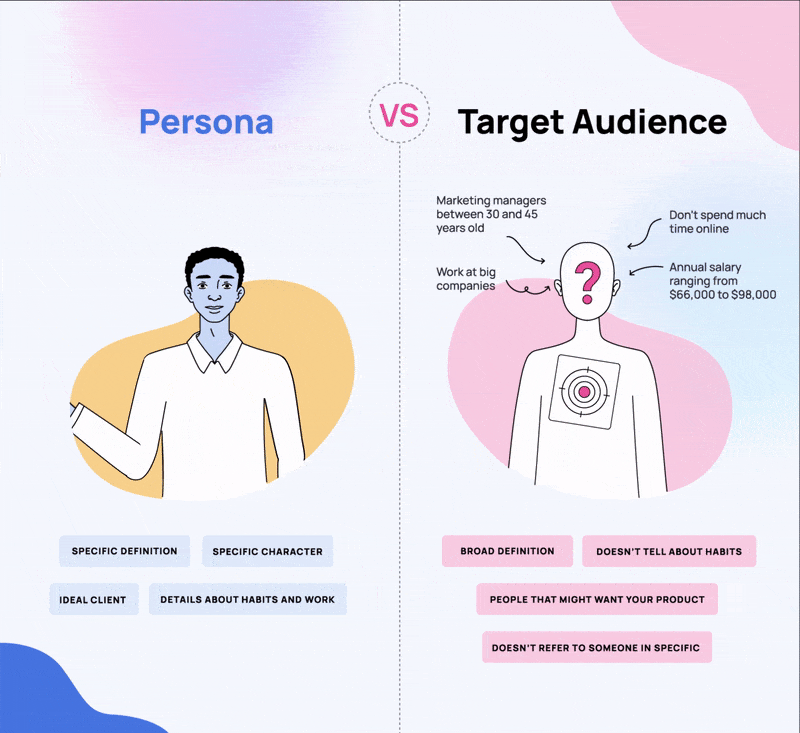 Persona
VS
Target Audience
Marketing managers
between 30 and 45
years old
Don't spend much
time online
Work at big
companies
Annual salary
ranging from
$66,000 to $98,000
?
SPECIFIC DEFINITION
SPECIFIC CHARACTER
IDEAL CLIENT
DETAILS ABOUT HABITS AND WORK
BROAD DEFINITION
DOESN'T TELL ABOUT HABITS
PEOPLE THAT MIGHT WANT YOUR PRODUCT
DOESN'T REFER TO SOMEONE IN SPECIFIC